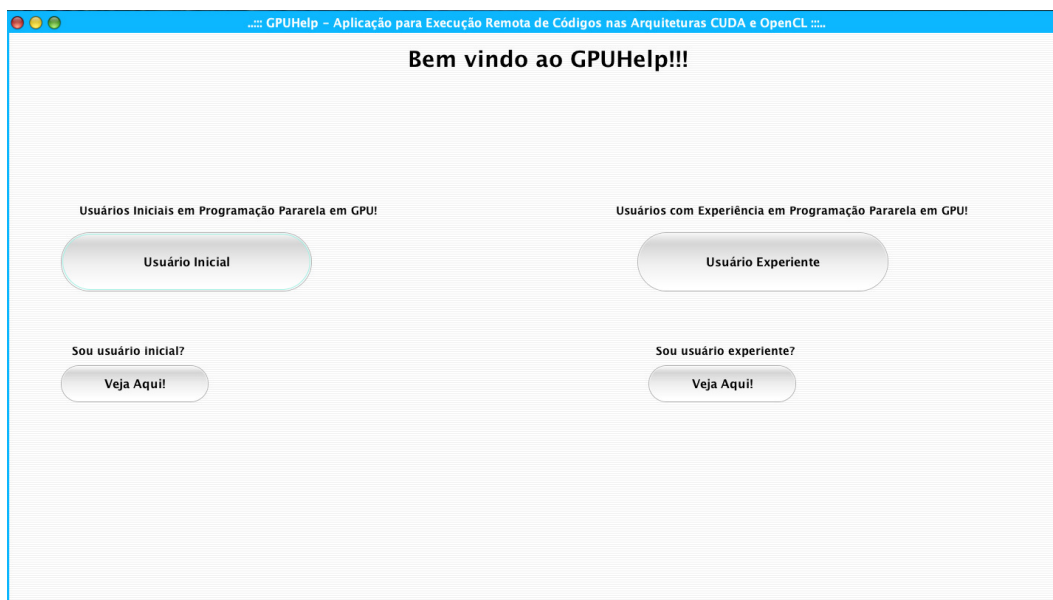 ..::: GPUHelp - Aplicação para Execução Remota de Códigos nas Arquiteturas CUDA e OpenCL :::..
Bem vindo ao GPUHelp!!!
Usuários Iniciais em Programação Pararela em GPU!
Usuários com Experiência em Programação Pararela em GPU!
Usuário Inicial
Usuário Experiente
Sou usuário inicial?
Sou usuário experiente?
Veja Aqui!
Veja Aqui!